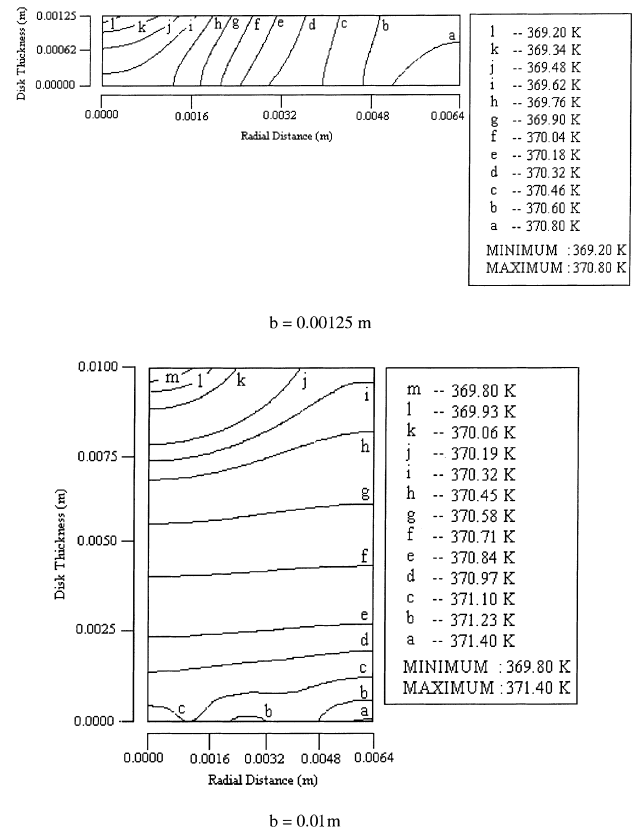 0.00125
0.00062
0.00000
Disk Thickness (m)
l k j i h g f e d c b a
0.0000 0.0016 0.0032 0.0048 0.0064
Radial Distance (m)
l -- 369.20 K
k -- 369.34 K
j -- 369.48 K
i -- 369.62 K
h -- 369.76 K
g -- 369.90 K
f -- 370.04 K
e -- 370.18 K
d -- 370.32 K
c -- 370.46 K
b -- 370.60 K
a -- 370.80 K
MINIMUM : 369.20 K
MAXIMUM : 370.80 K
b = 0.00125 m
0.0100
0.0075
0.0050
0.0025
0.0000
Disk Thickness (m)
m l k j
i
h
g
f
e
d
c
b
c b a
0.0000 0.0016 0.0032 0.0048 0.0064
Radial Distance (m)
m -- 369.80 K
l -- 369.93 K
k -- 370.06 K
j -- 370.19 K
i -- 370.32 K
h -- 370.45 K
g -- 370.58 K
f -- 370.71 K
e -- 370.84 K
d -- 370.97 K
c -- 371.10 K
b -- 371.23 K
a -- 371.40 K
MINIMUM : 369.80 K
MAXIMUM : 371.40 K
b = 0.01m